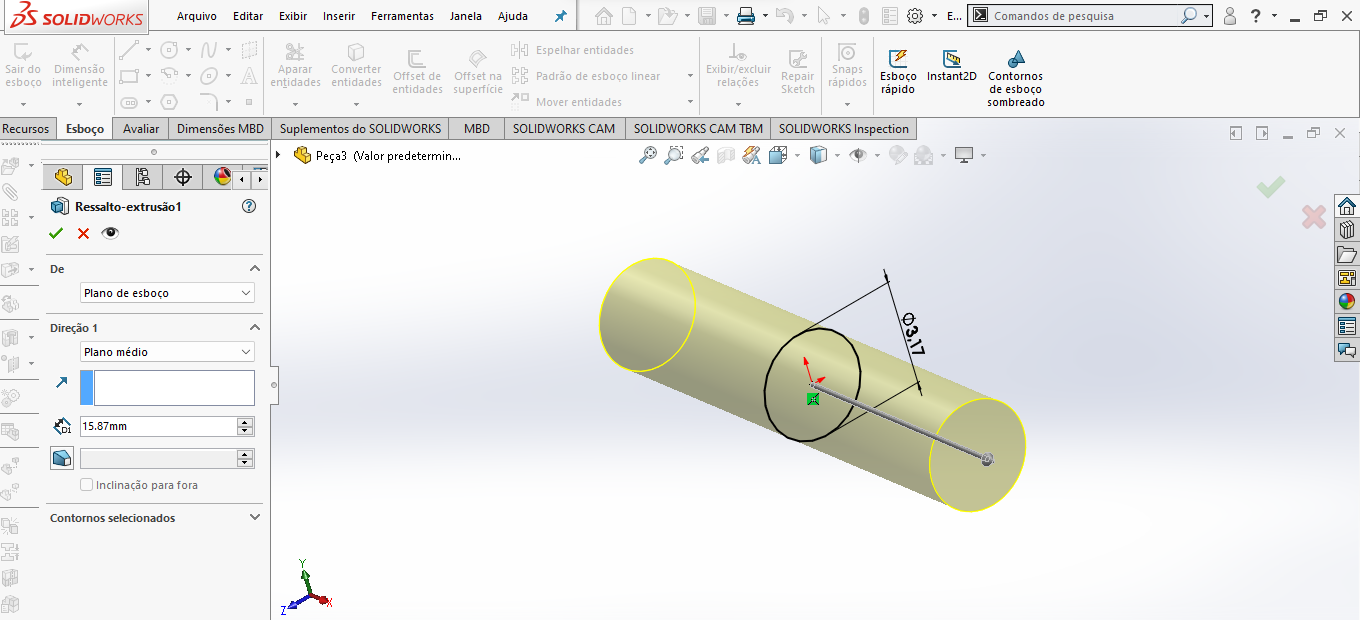 SOLIDWORKS Arquivo Editar Exibir Inserir Ferramentas Janela Ajuda E... Comandos de pesquisa ?
Sair do esboço
Dimensão inteligente
Aparar entidades
Converter entidades
Offset de entidades
Offset na superfície
Espelhar entidades
Padrão de esboço linear
Mover entidades
Exibir/excluir relações
Repair Sketch
Snaps rápidos
Esboço rápido
Instant2D
Contornos de esboço sombreado
Recursos Esboço Avaliar Dimensões MBD Suplementos do SOLIDWORKS MBD SOLIDWORKS CAM SOLIDWORKS CAM TBM SOLIDWORKS Inspection
Peça3 (Valor predetermin...
Ressalto-extrusão1
De
Plano de esboço
Direção 1
Plano médio
D1 15.87mm
Inclinação para fora
Contornos selecionados
Ø3,17
Y
Z
X